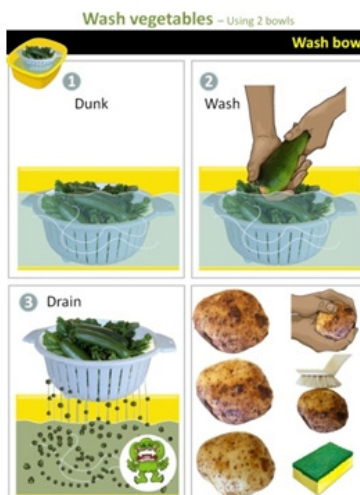 Wash vegetables – Using 2 bowls
Wash bow
1
Dunk
2
Wash
3 Drain